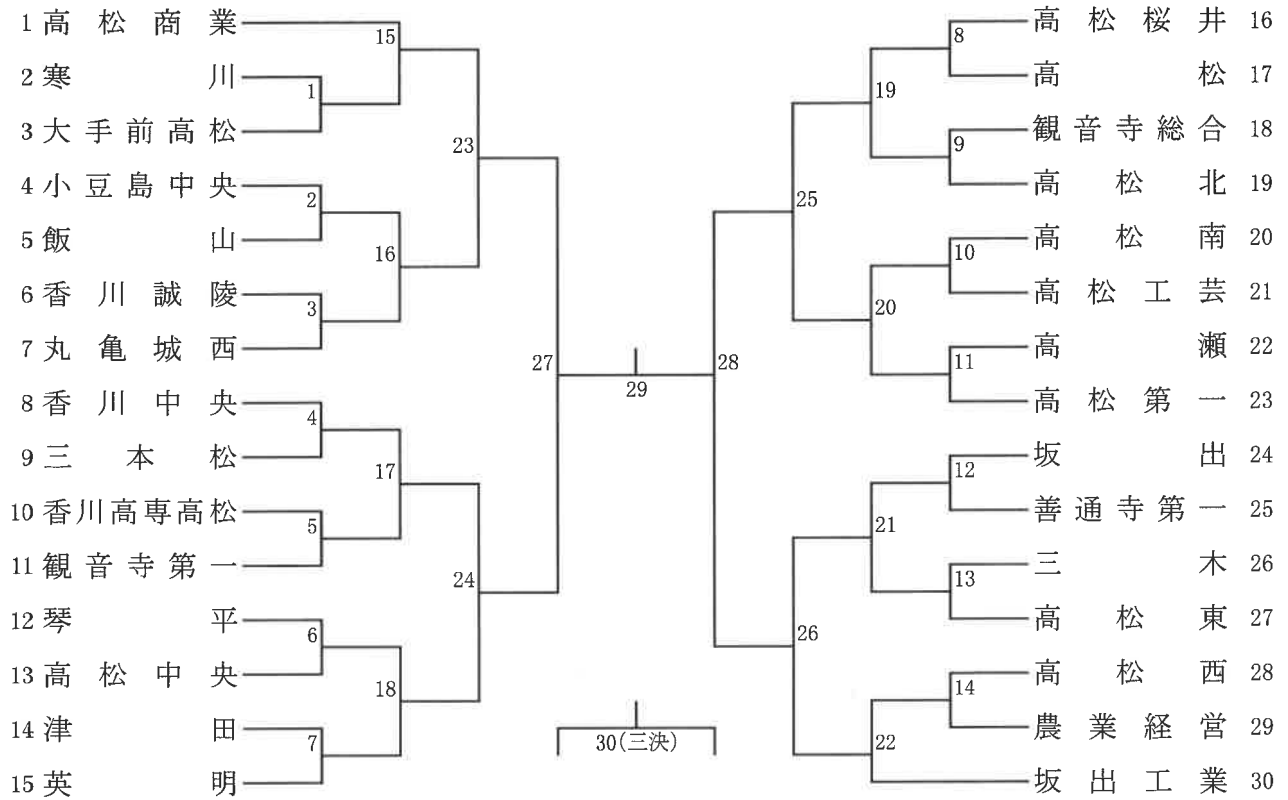 1 高松商業
2 寒川
3 大手前高松
4 小豆島中央
5 飯山
6 香川誠陵
7 丸亀城西
8 香川中央
9 三本松
10 香川高専高松
11 観音寺第一
12 琴平
13 高松中央
14 津田
15 英明
15
1
2
3
4
5
6
7
16
17
18
23
24
27
29
30(三決)
28
25
26
19
20
21
22
8
9
10
11
12
13
14
高松桜井 16
高松 17
観音寺総合 18
高松北 19
高松南 20
高松工芸 21
高瀬 22
高松第一 23
坂出 24
善通寺第一 25
三木 26
高松東 27
高松西 28
農業経営 29
坂出工業 30